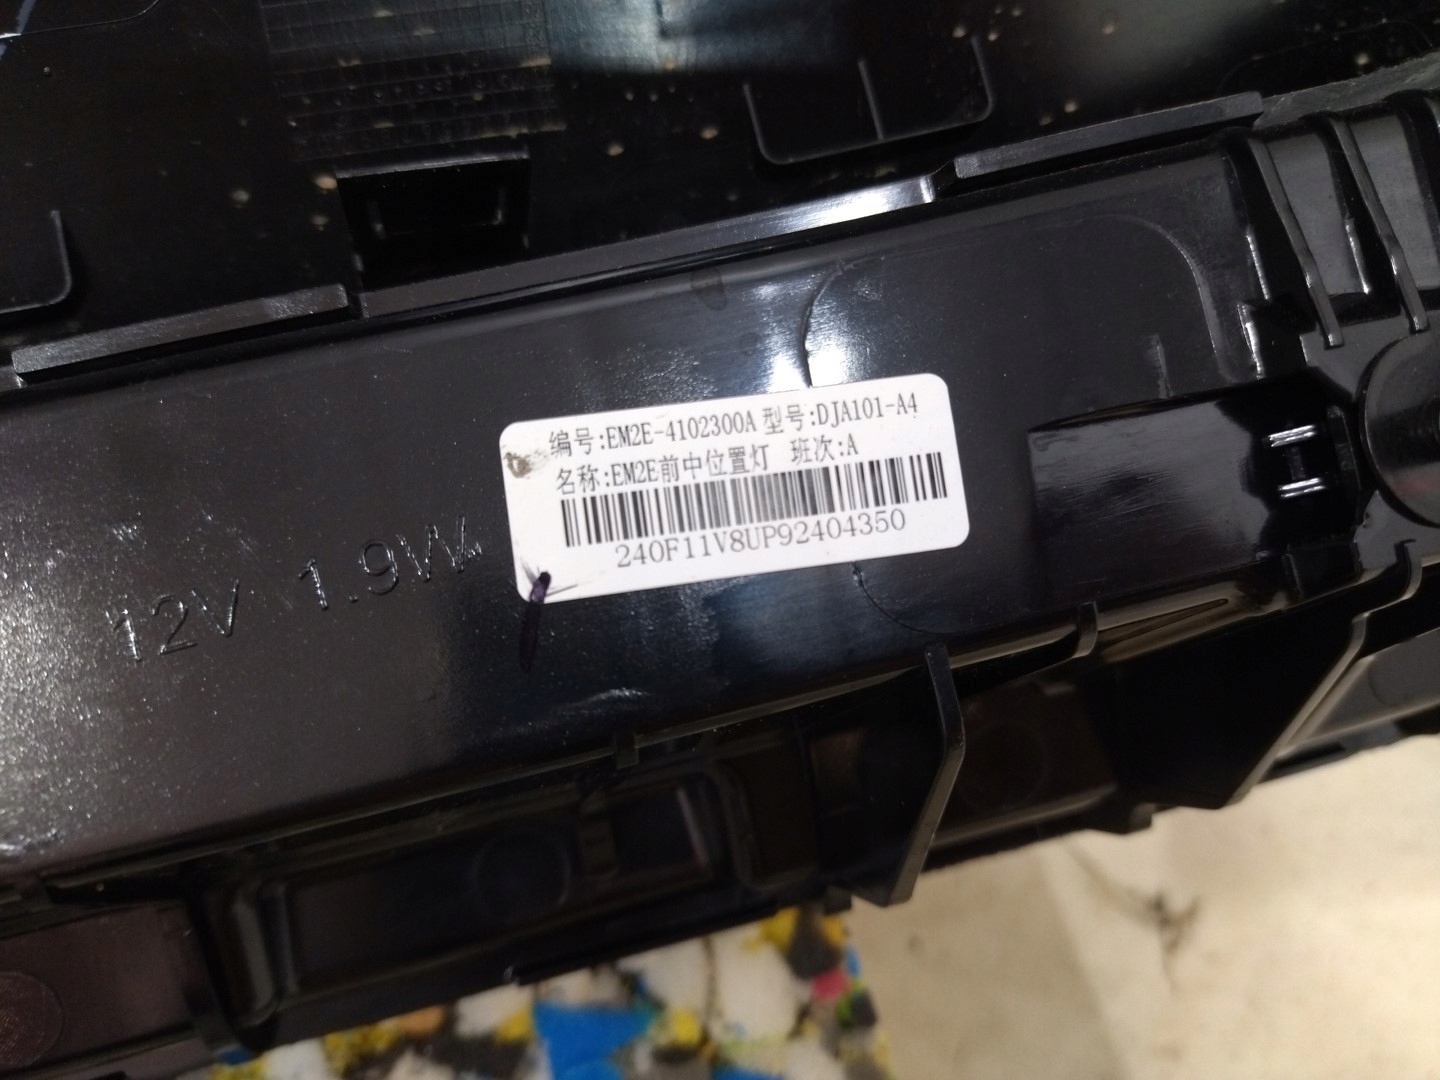 编号:EM2E-4102300A 型号:DJA101-A4
名称:EM2E前中位置灯 班次:A
240F11V8UP92404350
12V 1.9W